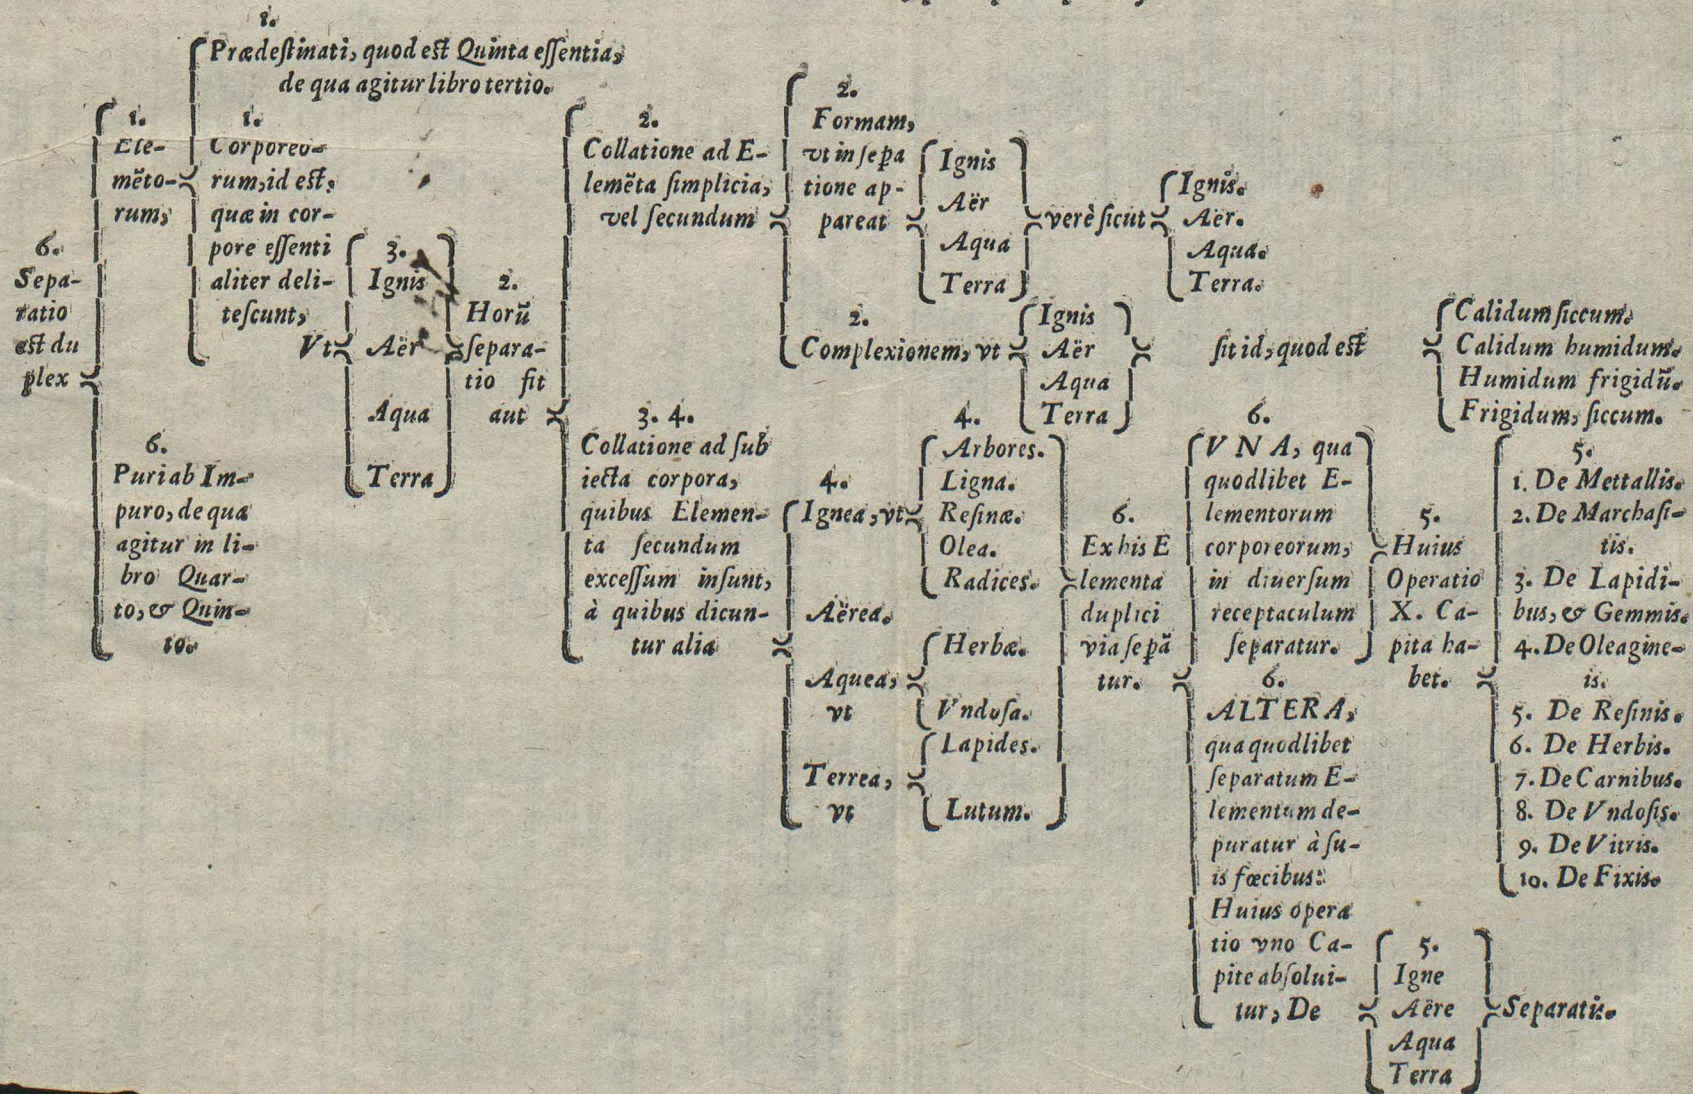 1.
Prædeſtinati, quod eſt Quinta eſſentia,
de qua agitur libro tertio.
6.
Sepa-
ratio
eſt du
plex
1.
Ele-
mẽto-
rum,
6.
Puri ab Im-
puro, de qua
agitur in li-
bro Quar-
to, & Quin-
to.
1.
Corporeo-
rum, id eſt,
quæ in cor-
pore eſſenti
aliter deli-
teſcunt,
Vt
3.
Ignis
Aër
Aqua
Terra
2.
Horũ
ſepara-
tio fit
aut
2.
Collatione ad E-
lemẽta ſimplicia,
vel ſecundum
2.
Formam,
vt in ſepa
tione ap-
pareat
Ignis
Aër
Aqua
Terra
verè ſicut
Ignis.
Aër.
Aqua.
Terra.
2.
Complexionem, vt
Ignis
Aër
Aqua
Terra
ſit id, quod eſt
Calidum ſiccum.
Calidum humidum.
Humidum frigidũ.
Frigidum, ſiccum.
3. 4.
Collatione ad ſub
iecta corpora,
quibus Elemen-
ta ſecundum
exceſſum inſunt,
à quibus dicun-
tur alia
4.
Ignea, vt
4.
Arbores.
Ligna.
Reſinæ.
Olea.
Radices.
Aërea.
Aquea,
vt
Herbæ.
Vndoſa.
Terrea,
vt
Lapides.
Lutum.
6.
Ex his E
lementa
duplici
via ſepã
tur.
6.
VNA, qua
quodlibet E-
lementorum
corporeorum,
in diuerſum
receptaculum
ſeparatur.
5.
Huius
Operatio
X. Ca-
pita ha-
bet.
5.
1. De Mettallis.
2. De Marchaſi-
tis.
3. De Lapidi-
bus, & Gemmis.
4. De Oleagine-
is.
5. De Reſinis.
6. De Herbis.
7. De Carnibus.
8. De Vndoſis.
9. De Vitris.
10. De Fixis.
6.
ALTERA,
qua quodlibet
ſeparatum E-
lementum de-
puratur à ſu-
is fœcibus:
Huius opera
tio vno Ca-
pite abſolui-
tur, De
5.
Igne
Aëre
Aqua
Terra
Separatis.